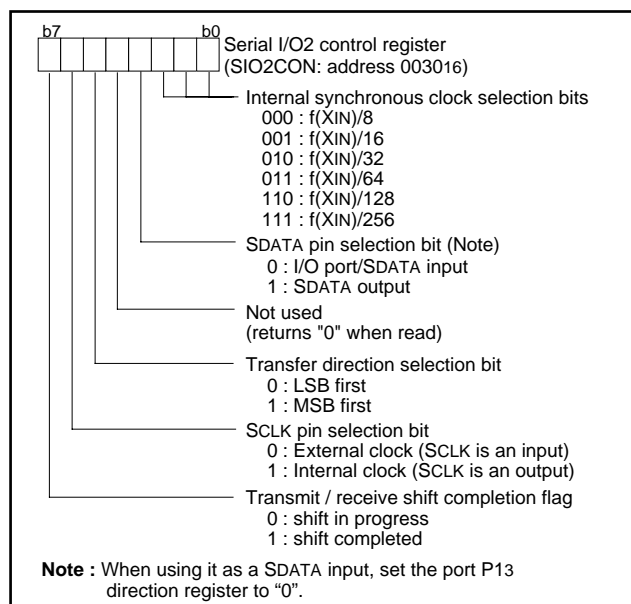 b7 b0
Serial I/O2 control register
(SIO2CON: address 003016)
Internal synchronous clock selection bits
000 : f(XIN)/8
001 : f(XIN)/16
010 : f(XIN)/32
011 : f(XIN)/64
110 : f(XIN)/128
111 : f(XIN)/256
SDATA pin selection bit (Note)
0 : I/O port/SDATA input
1 : SDATA output
Not used
(returns "0" when read)
Transfer direction selection bit
0 : LSB first
1 : MSB first
SCLK pin selection bit
0 : External clock (SCLK is an input)
1 : Internal clock (SCLK is an output)
Transmit / receive shift completion flag
0 : shift in progress
1 : shift completed
Note : When using it as a SDATA input, set the port P13
direction register to “0”.